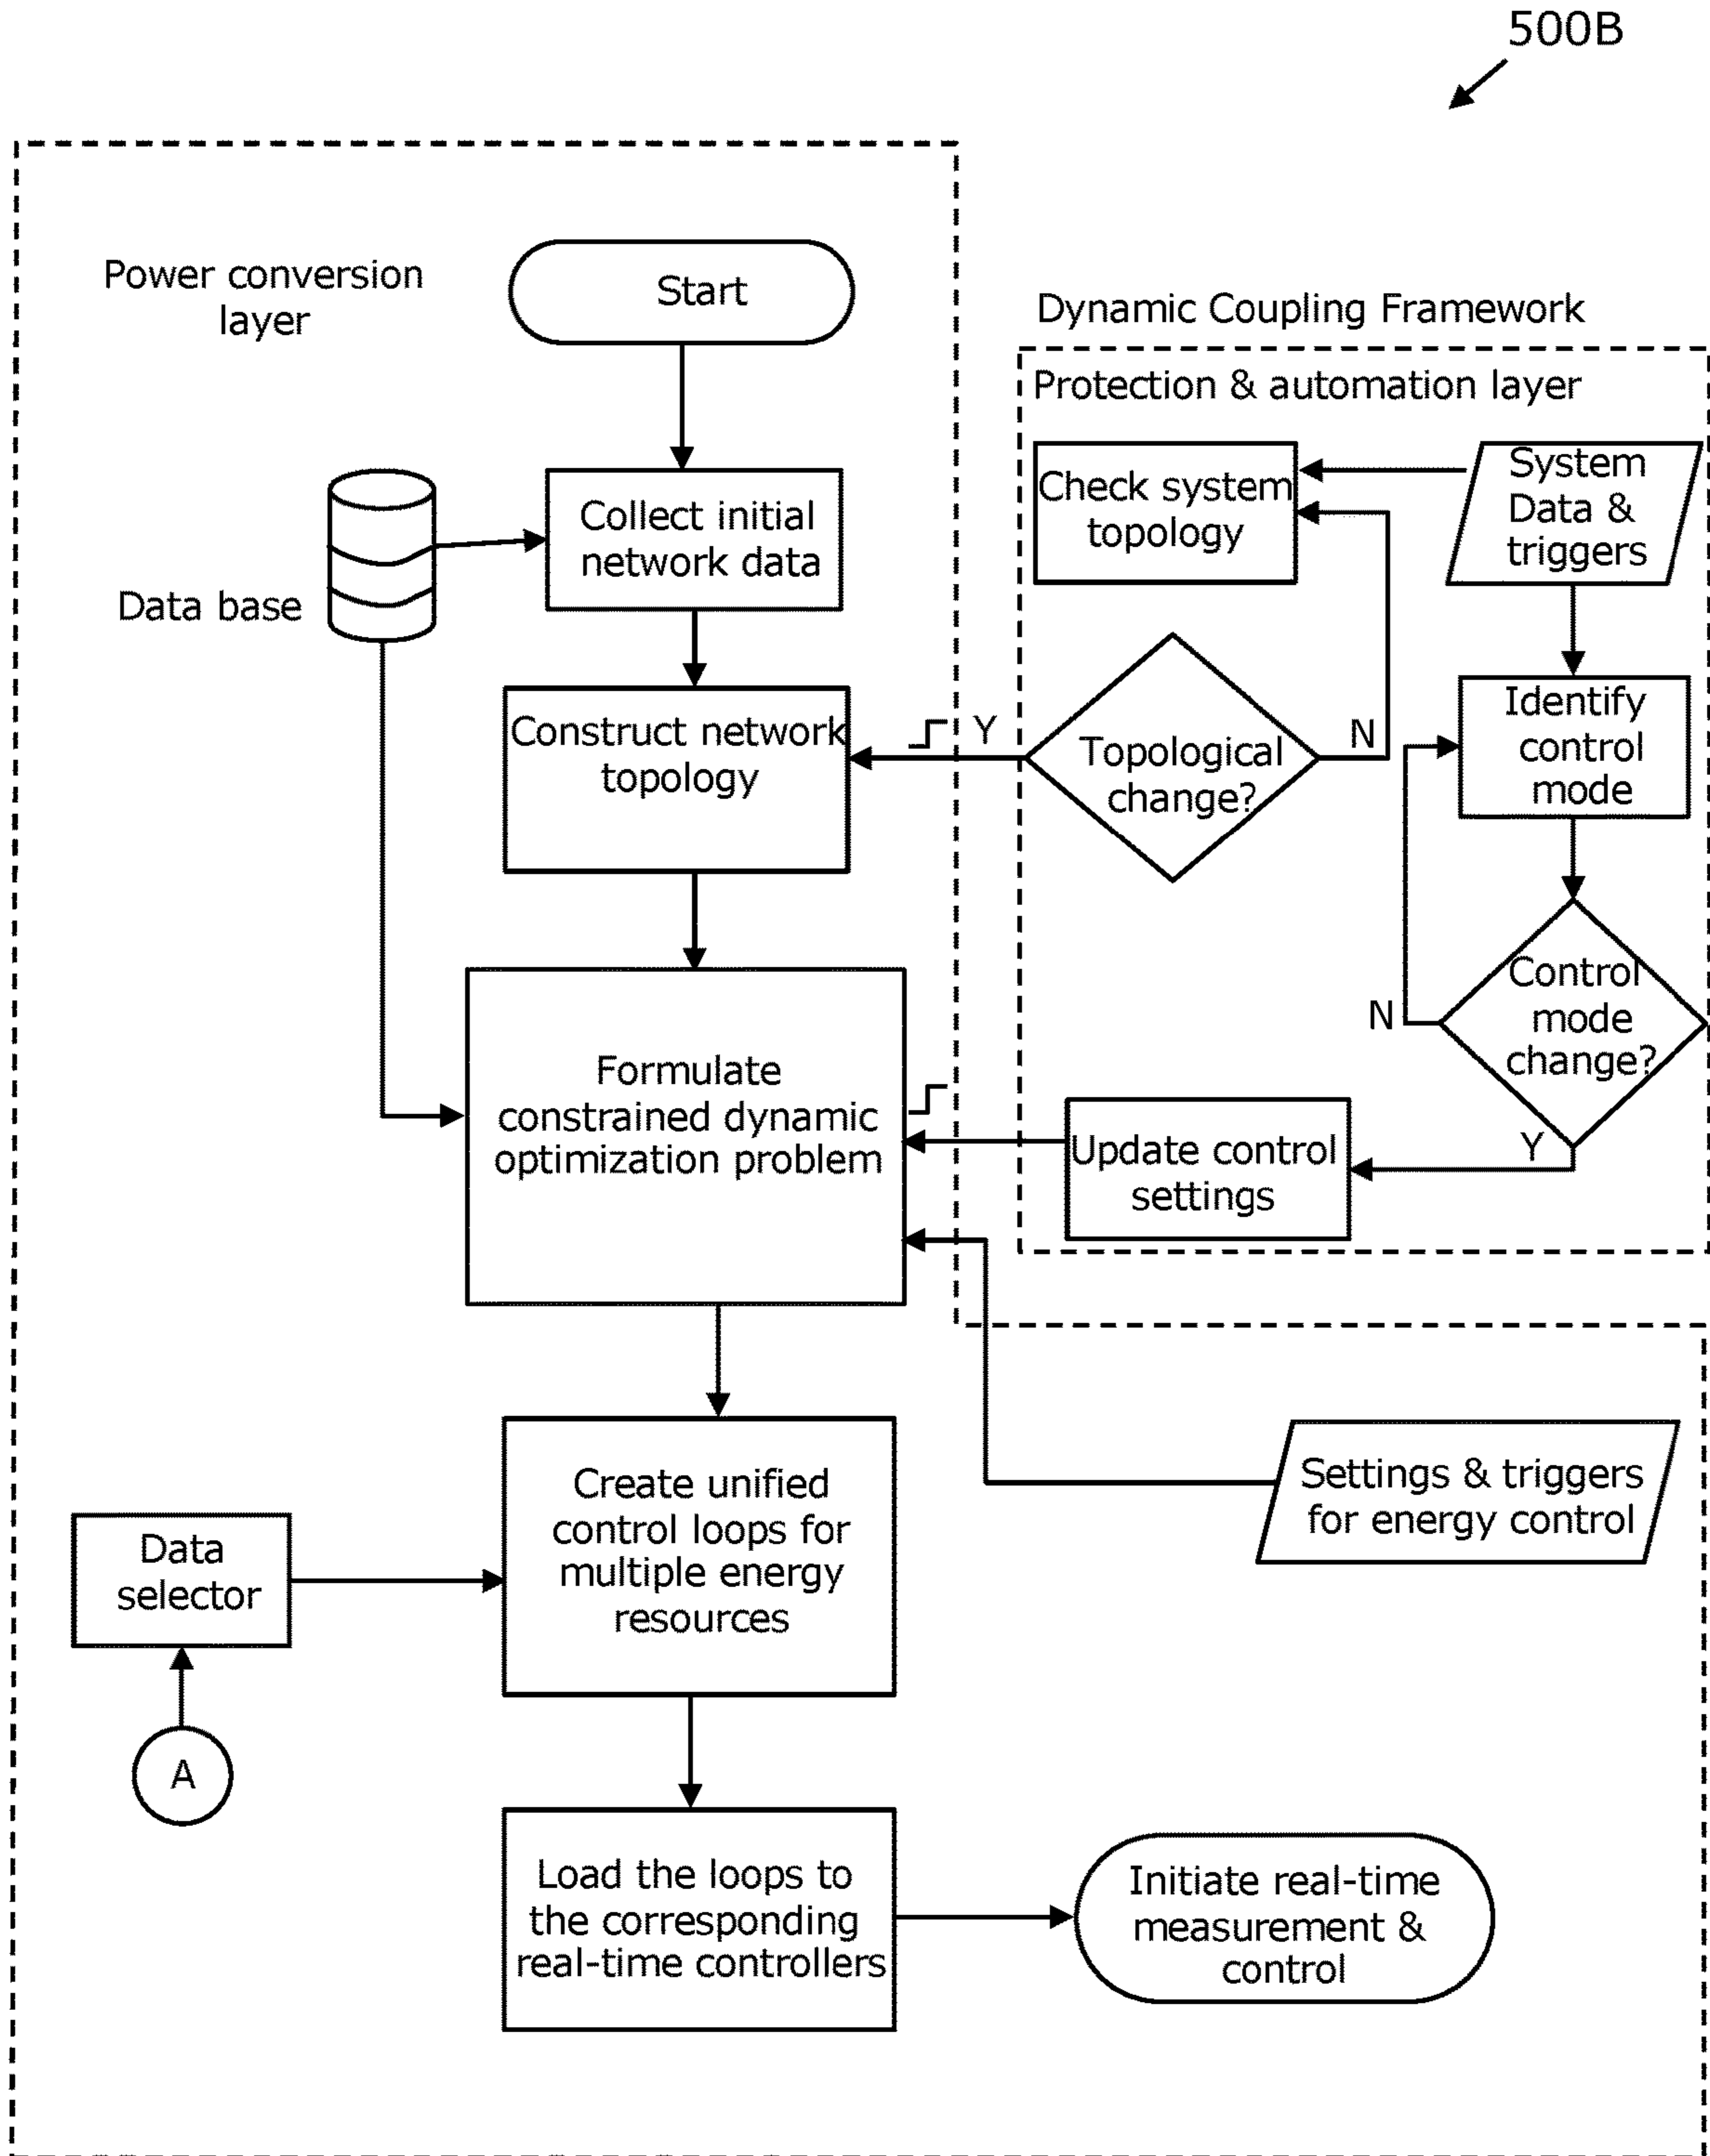 500B
Power conversion
layer
Start
Dynamic Coupling Framework
Protection & automation layer
Check system
topology
System
Data &
triggers
Collect initial
network data
Data base
Construct network
topology
Y
Topological
change?
N
Identify
control
mode
Control
mode
change?
N
Y
Formulate
constrained dynamic
optimization problem
Update control
settings
Settings & triggers
for energy control
Create unified
control loops for
multiple energy
resources
Data
selector
A
Load the loops to
the corresponding
real-time controllers
Initiate real-time
measurement &
control